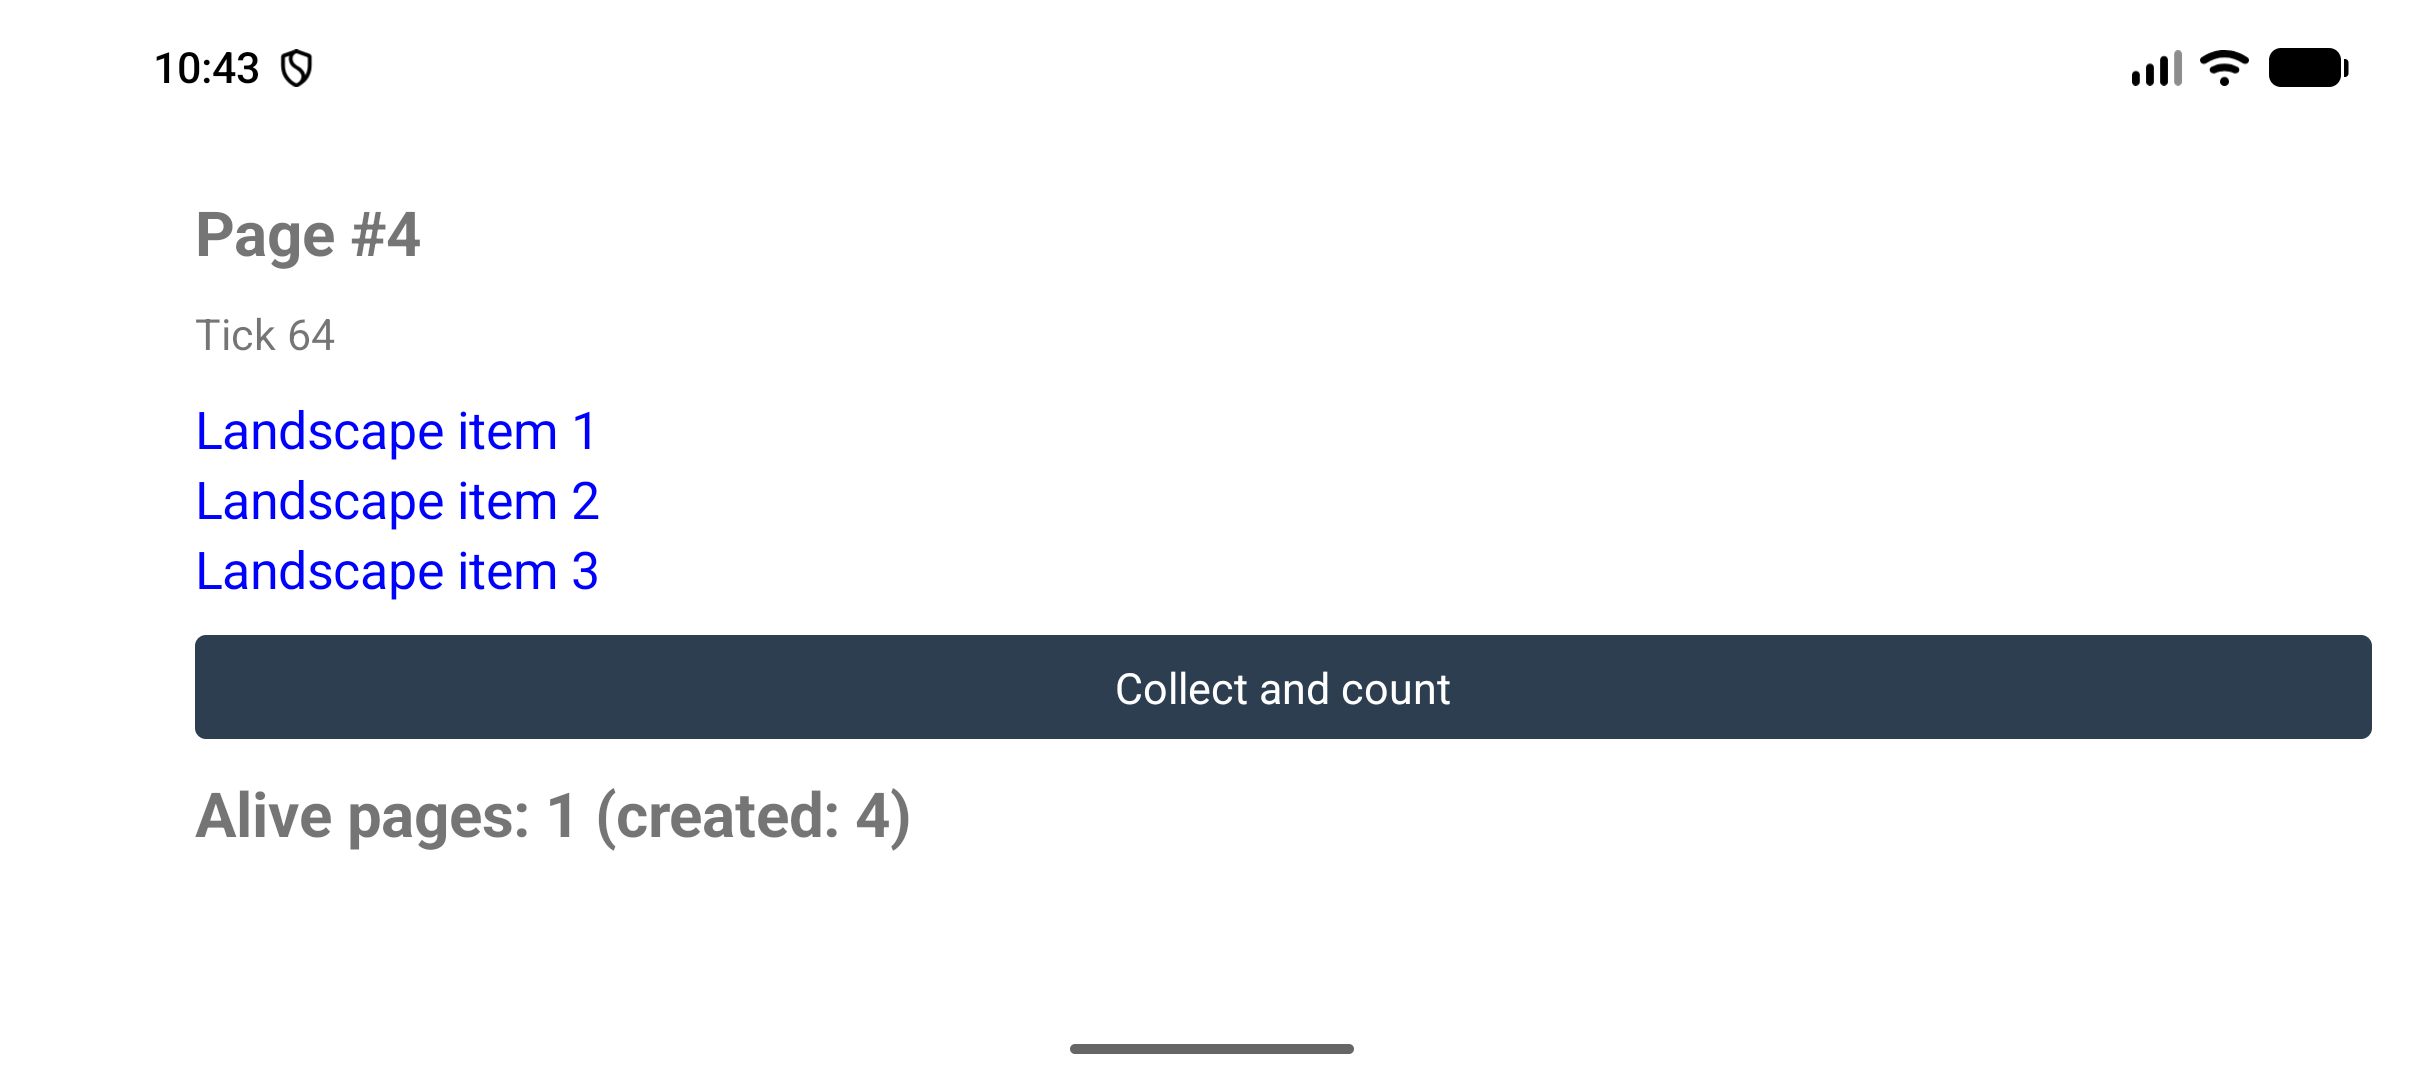 10:43
Page #4
Tick 64
Landscape item 1
Landscape item 2
Landscape item 3
Collect and count
Alive pages: 1 (created: 4)